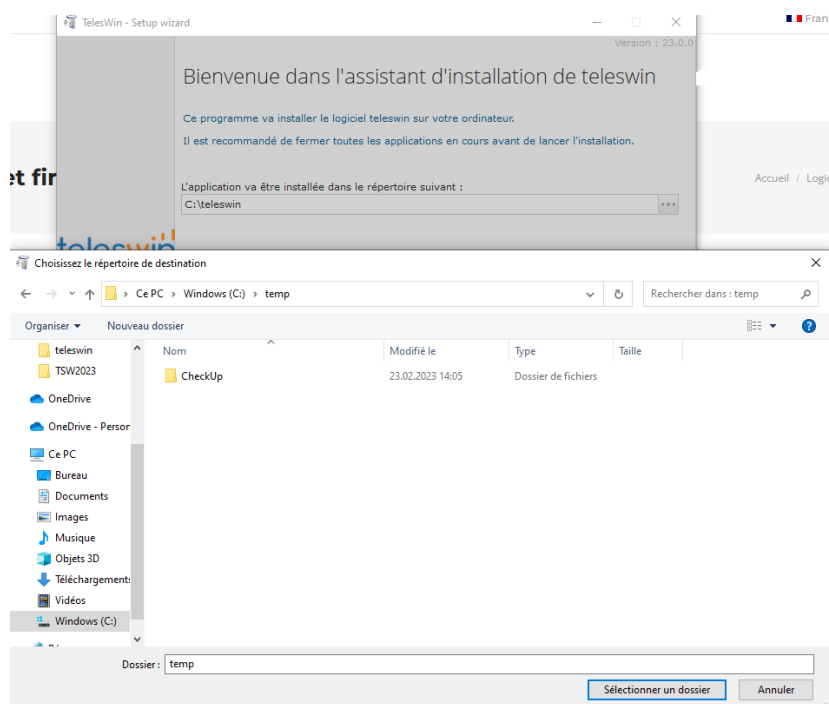 TelesWin - Setup wizard
Fran
Version : 23.0.0
Bienvenue dans l'assistant d'installation de teleswin
Ce programme va installer le logiciel teleswin sur votre ordinateur.
Il est recommandé de fermer toutes les applications en cours avant de lancer l'installation.
et fir
Accueil / Logic
L'application va être installée dans le répertoire suivant :
C:\teleswin
...
teleswin
Choisissez le répertoire de destination
Ce PC > Windows (C:) > temp
Rechercher dans : temp
Organiser
Nouveau dossier
Nom Modifié le Type Taille
CheckUp 23.02.2023 14:05 Dossier de fichiers
teleswin
TSW2023
OneDrive
OneDrive - Person
Ce PC
Bureau
Documents
Images
Musique
Objets 3D
Téléchargements
Vidéos
Windows (C:)
Dossier : temp
Sélectionner un dossier Annuler